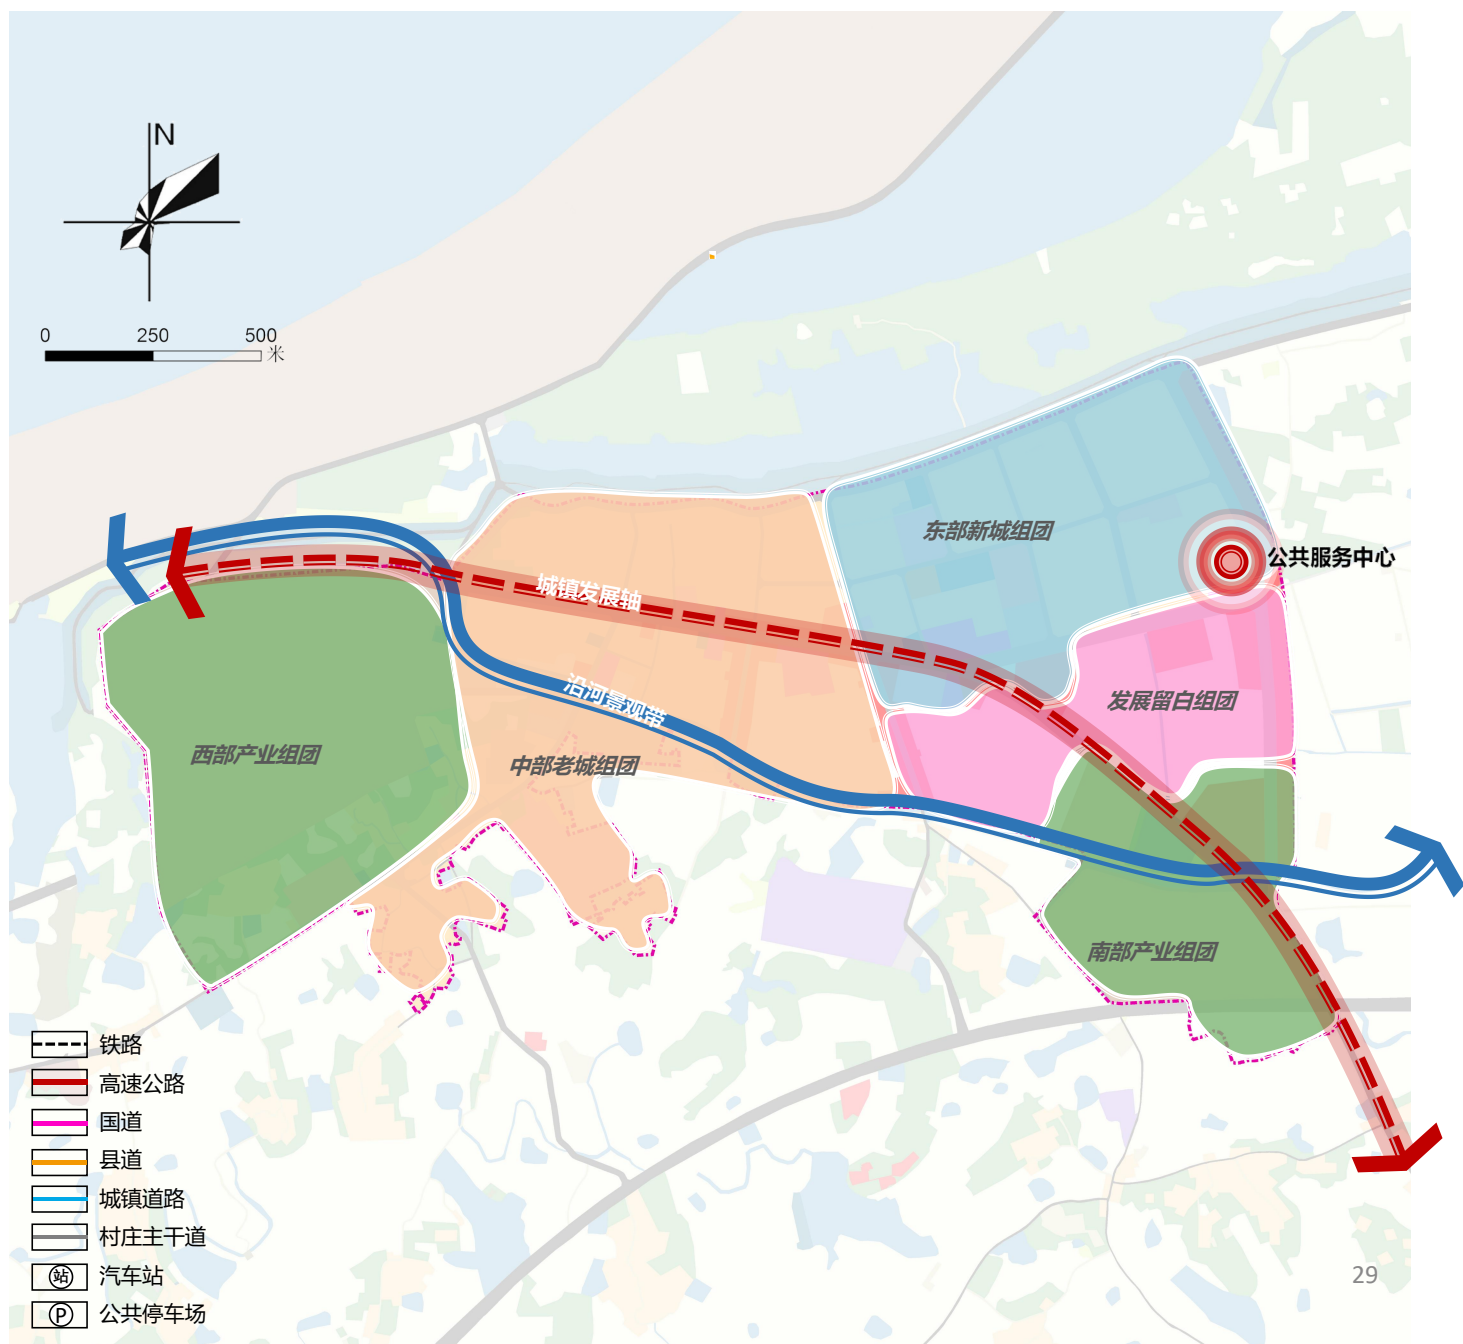 N
0 250 500
米
东部新城组团
公共服务中心
城镇发展轴
沿河景观带
发展留白组团
西部产业组团
中部老城组团
南部产业组团
铁路
高速公路
国道
县道
城镇道路
村庄主干道
站 汽车站
P 公共停车场
29